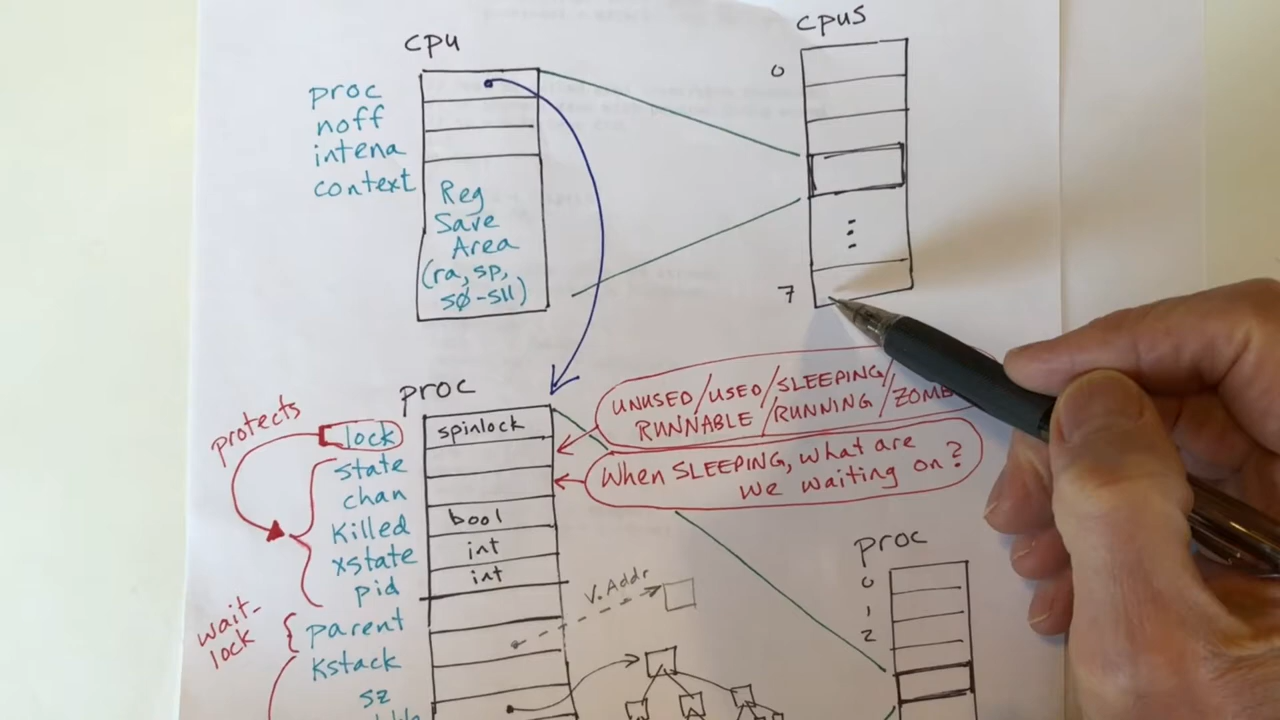 cpu
cpus
proc
noff
intena
context
Reg
Save
Area
(ra, sp,
sø-s11)
0
7
proc
protects
lock
spinlock
state
chan
killed
bool
xstate
int
pid
int
UNUSED/USED/SLEEPING/
RUNNABLE/RUNNING/ZOMB
When SLEEPING, what are
we waiting on?
wait-
lock
parent
V.Addr
kstack
sz
proc
0
1
2